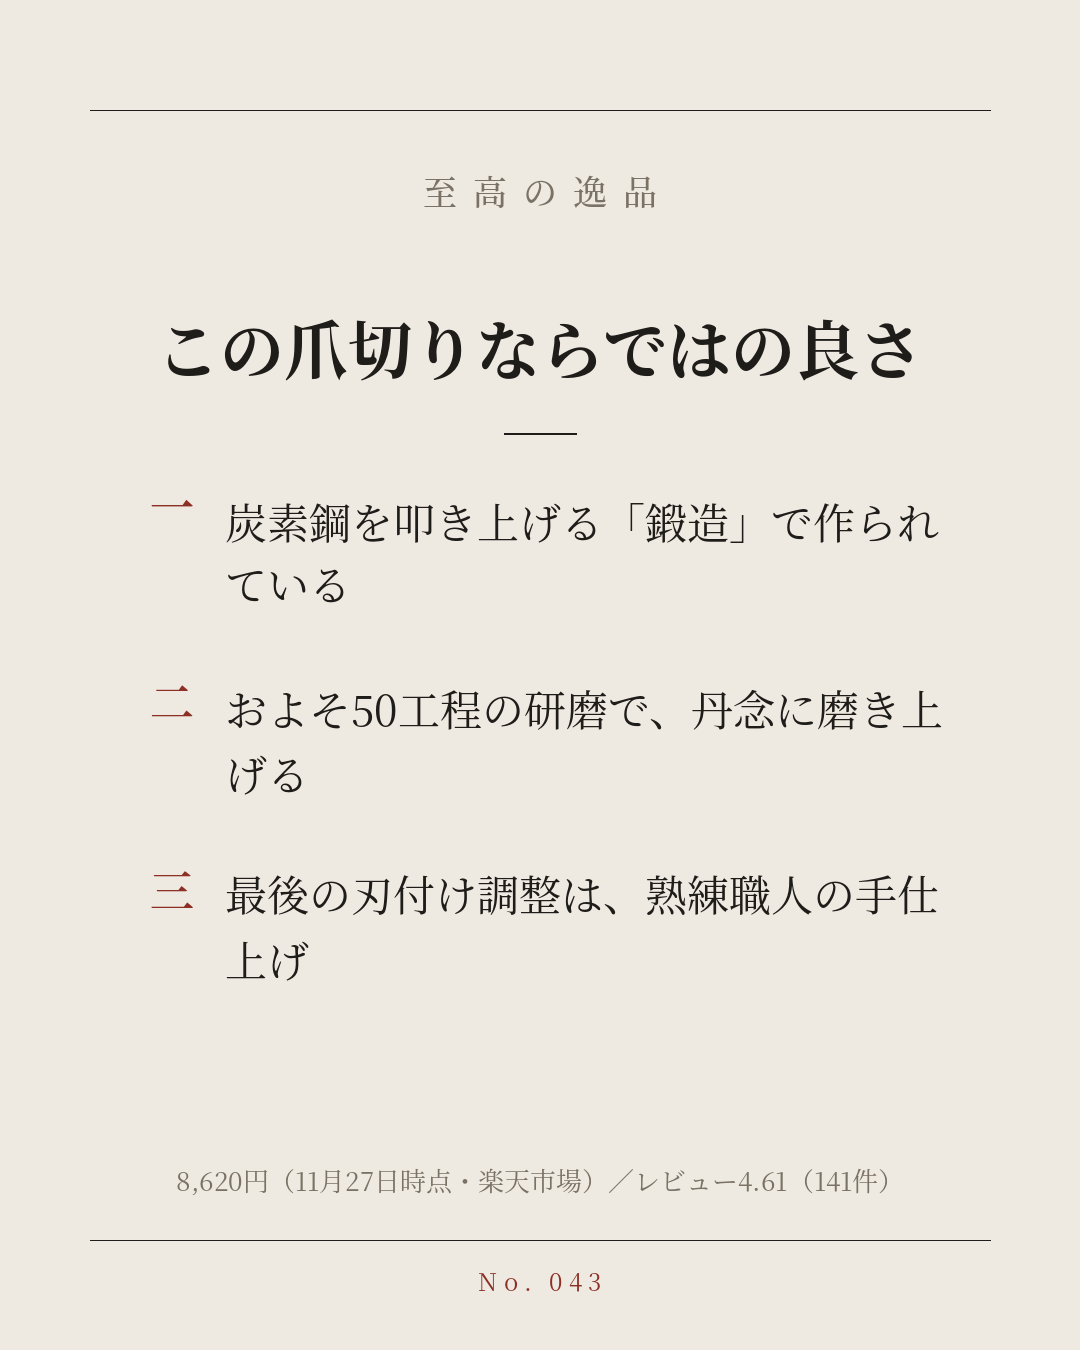 至高の逸品
この爪切りならではの良さ
一 炭素鋼を叩き上げる「鍛造」で作られ
ている
二 およそ50工程の研磨で、丹念に磨き上
げる
三 最後の刃付け調整は、熟練職人の手仕
上げ
8,620円（11月27日時点・楽天市場）／レビュー4.61（141件）
No. 043